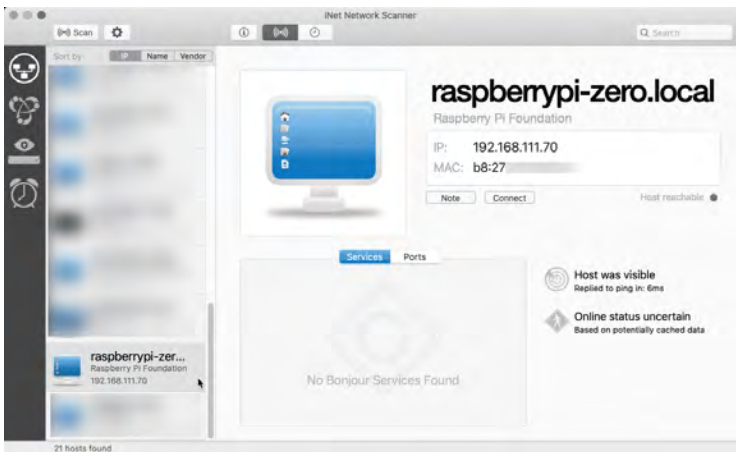 iNet Network Scanner
Scan
Search
Sort by IP Name Vendor
raspberrypi-zero.local
Raspberry Pi Foundation
IP: 192.168.111.70
MAC: b8:27
Note Connect Host reachable
Services Ports
Host was visible
Replied to ping in: 6ms
Online status uncertain
Based on potentially cached data
No Bonjour Services Found
raspberrypi-zer...
Raspberry Pi Foundation
192.168.111.70
21 hosts found